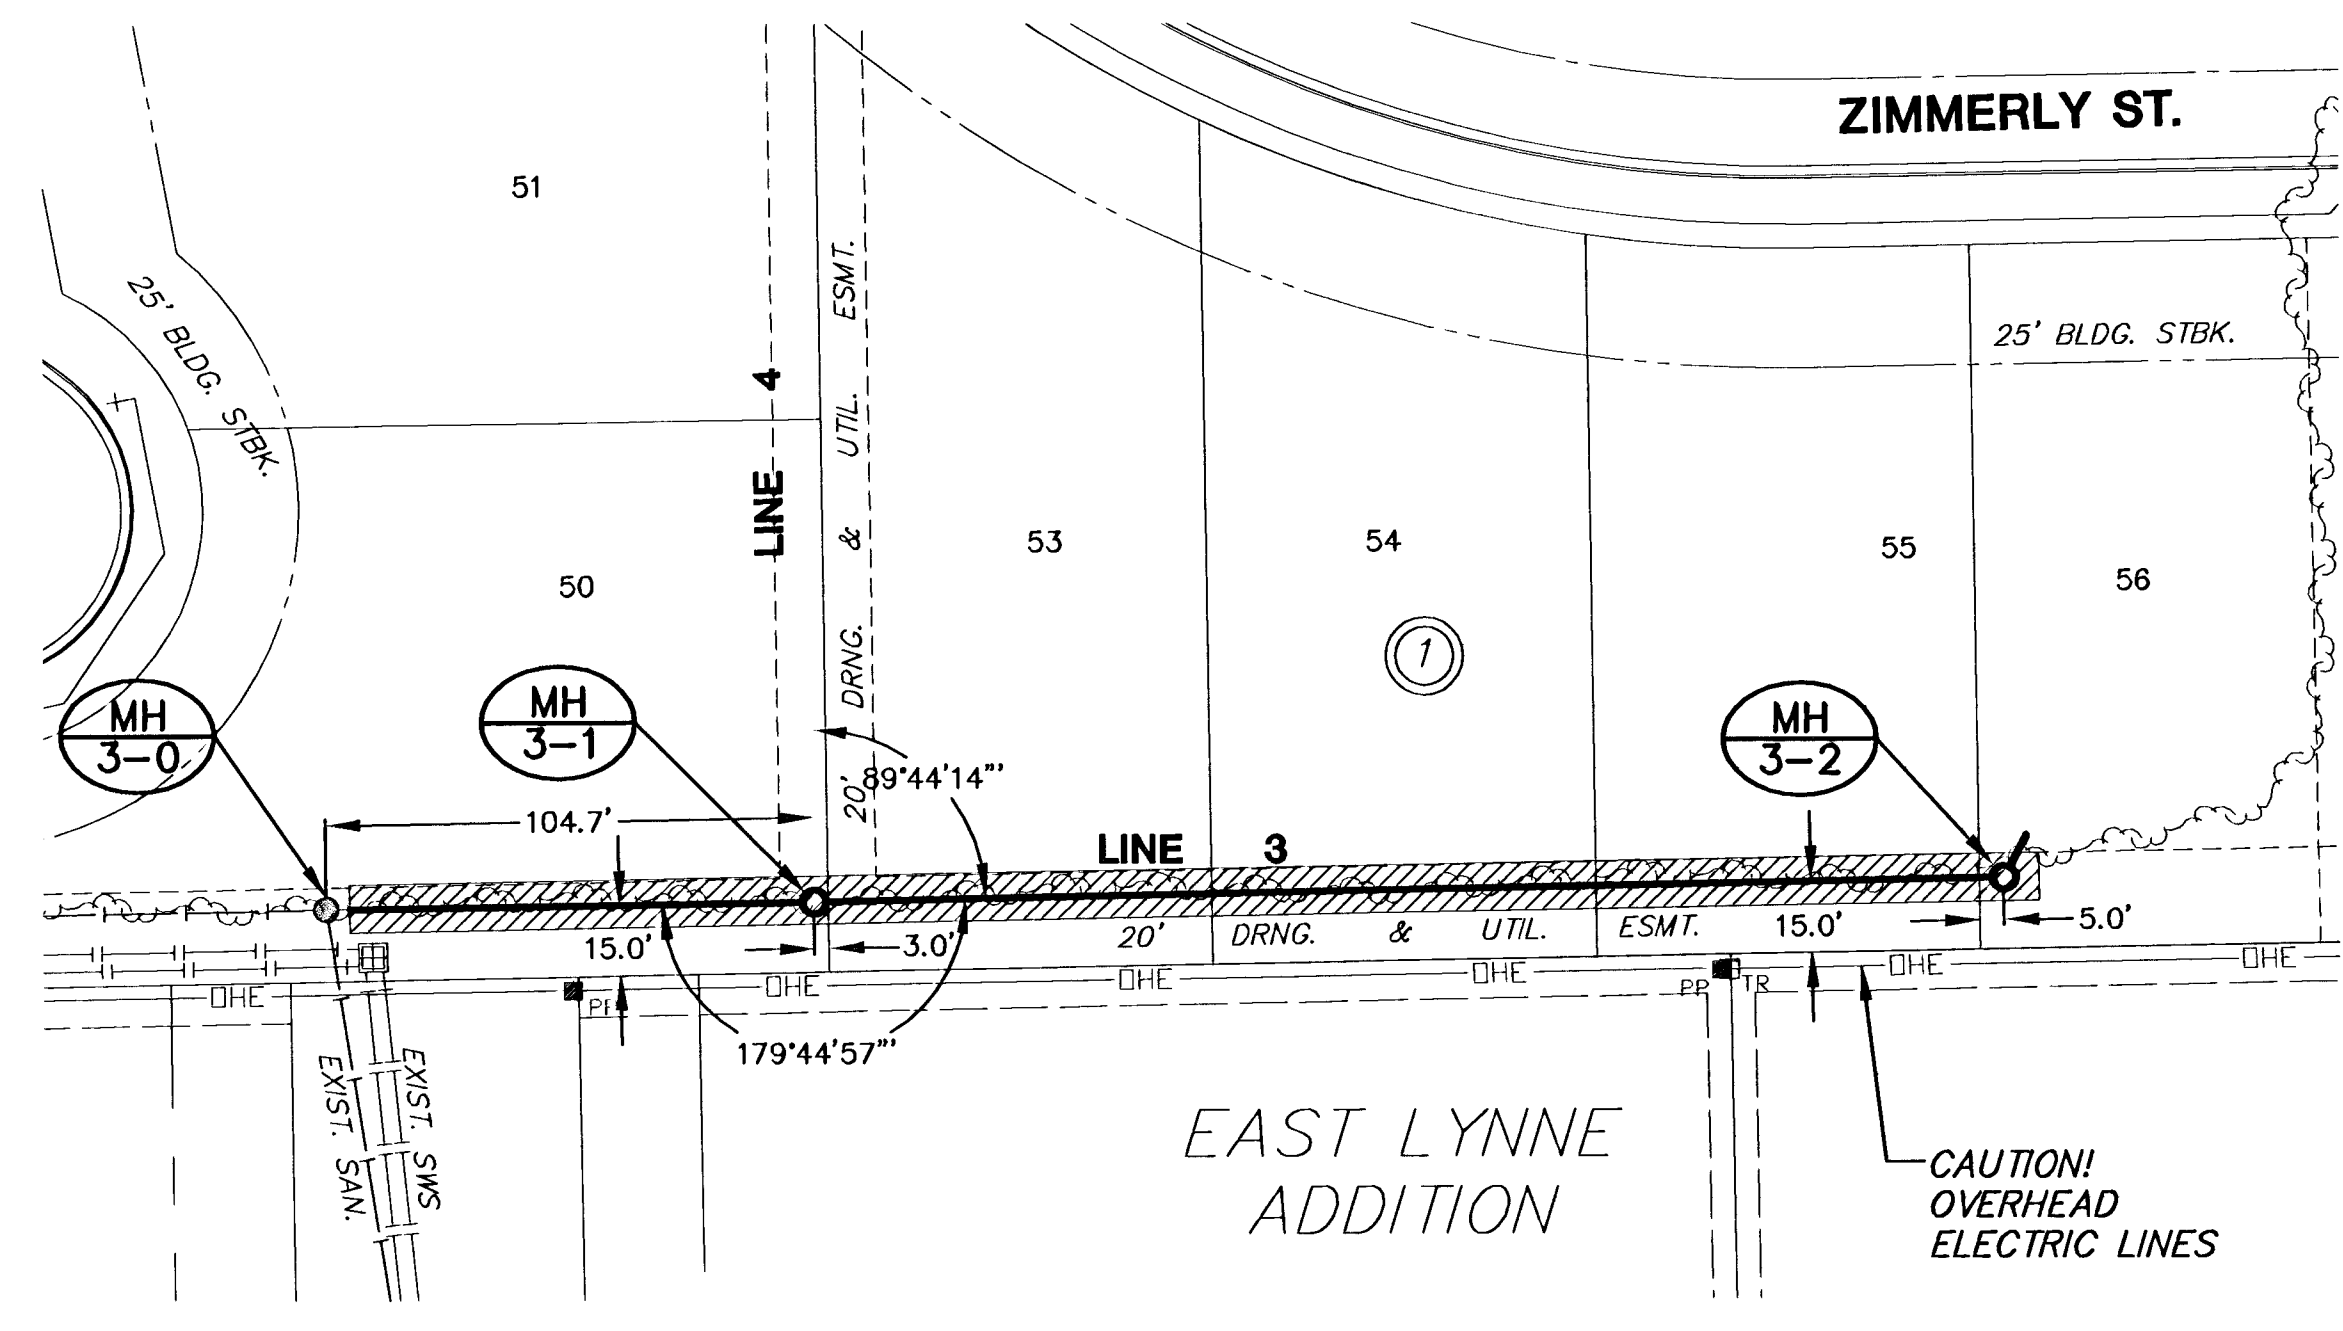 ZIMMERLY ST.
51
25' BLDG. STBK.
25' BLDG. STBK.
LINE 4
20' DRNG. & UTIL. ESMT.
53
54
55
56
50
1
MH
3-0
MH
3-1
MH
3-2
89°44'14"'
104.7'
LINE 3
15.0'
3.0'
20' DRNG. & UTIL. ESMT.
15.0'
5.0'
OHE
OHE
OHE
OHE
OHE
OHE
PP
TR
179°44'57"'
EXIST. SAN.
EXIST. SWS
EAST LYNNE
ADDITION
CAUTION!
OVERHEAD
ELECTRIC LINES